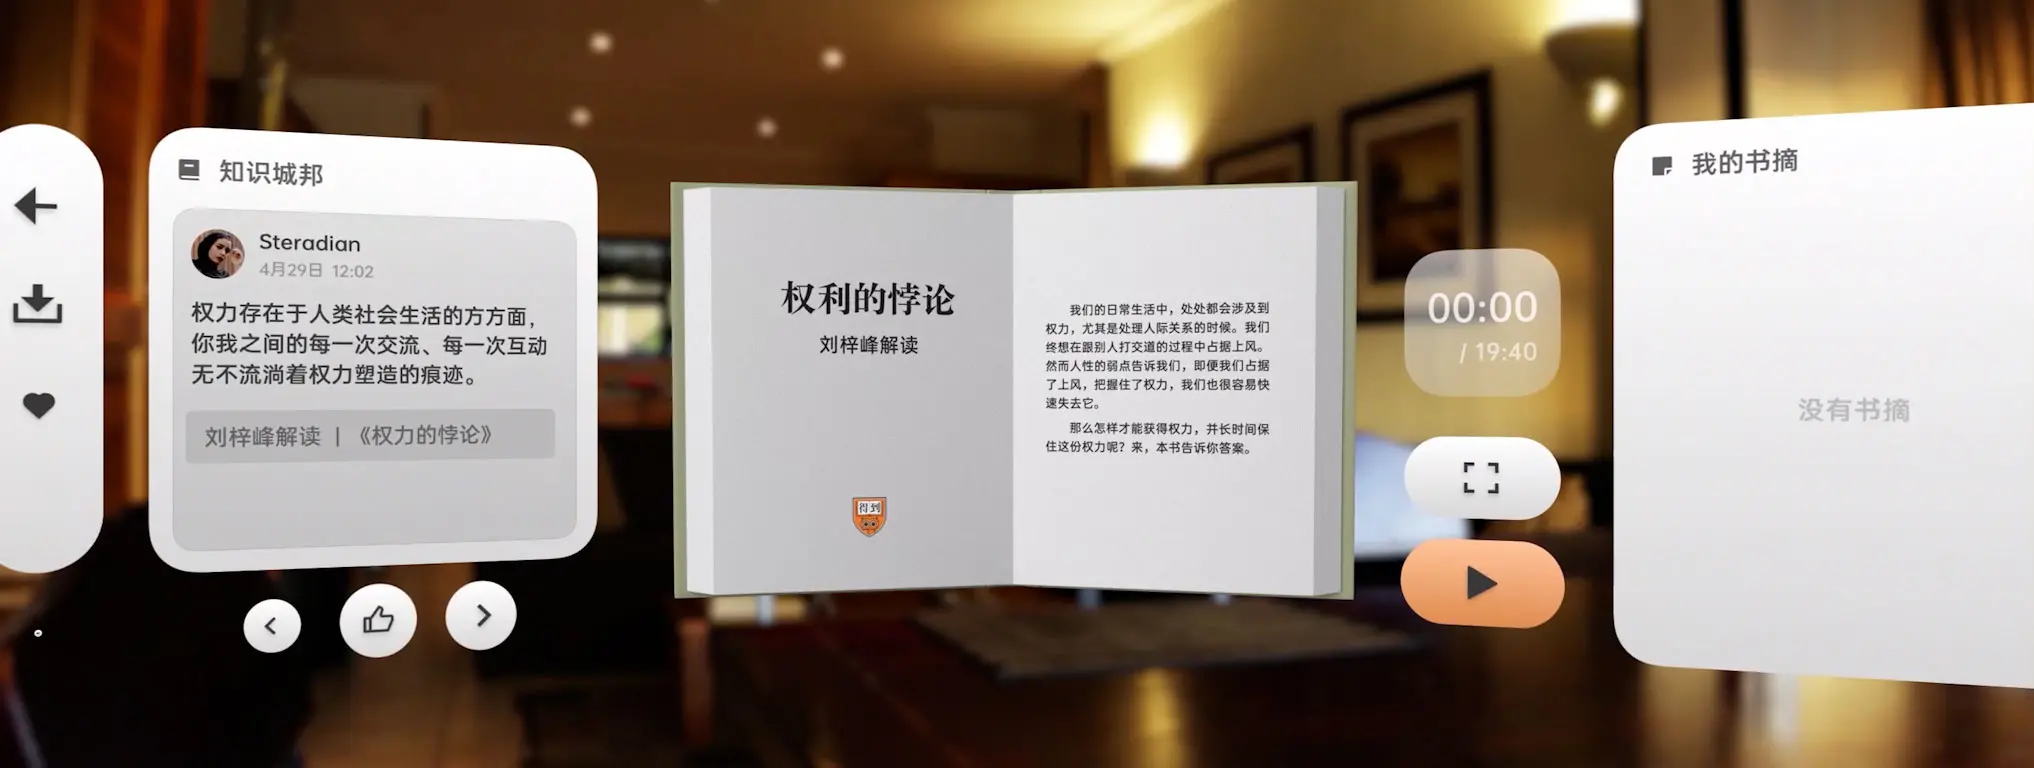 知识城邦
Steradian
4月29日 12:02
权力存在于人类社会生活的方方面，
你我之间的每一次交流、每一次互动
无不流淌着权力塑造的痕迹。
刘梓峰解读 | 《权力的悖论》
权利的悖论
刘梓峰解读
得到
我们的日常生活中，处处都会涉及到
权力，尤其是处理人际关系的时候。我们
终想在跟别人打交道的过程中占据上风。
然而人性的弱点告诉我们，即便我们占据
了上风，把握住了权力，我们也很容易快
速失去它。
那么怎样才能获得权力，并长时间保
住这份权力呢？来，本书告诉你答案。
00:00
/ 19:40
我的书摘
没有书摘